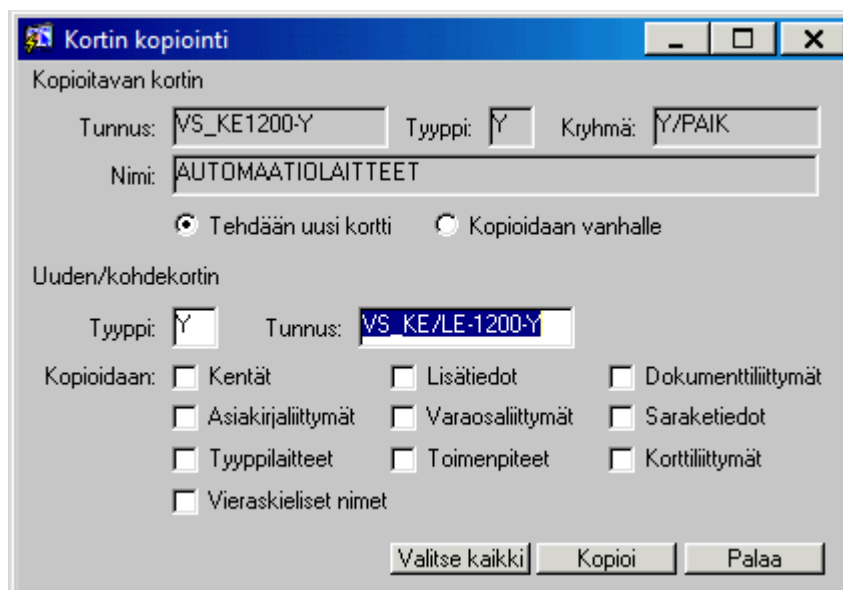 Kortin kopiointi
Kopioitavan kortin
Tunnus: VS_KE1200-Y Tyyppi: Y Kryhmä: Y/PAIK
Nimi: AUTOMAATIOLAITTEET
Tehdään uusi kortti Kopioidaan vanhalle
Uuden/kohdekortin
Tyyppi: Y Tunnus: VS_KE/LE-1200-Y
Kopioidaan: Kentät Lisätiedot Dokumenttiliittymät
Asiakirjaliittymät Varaosaliittymät Saraketiedot
Tyyppilaitteet Toimenpiteet Korttiliittymät
Vieraskieliset nimet
Valitse kaikki Kopioi Palaa